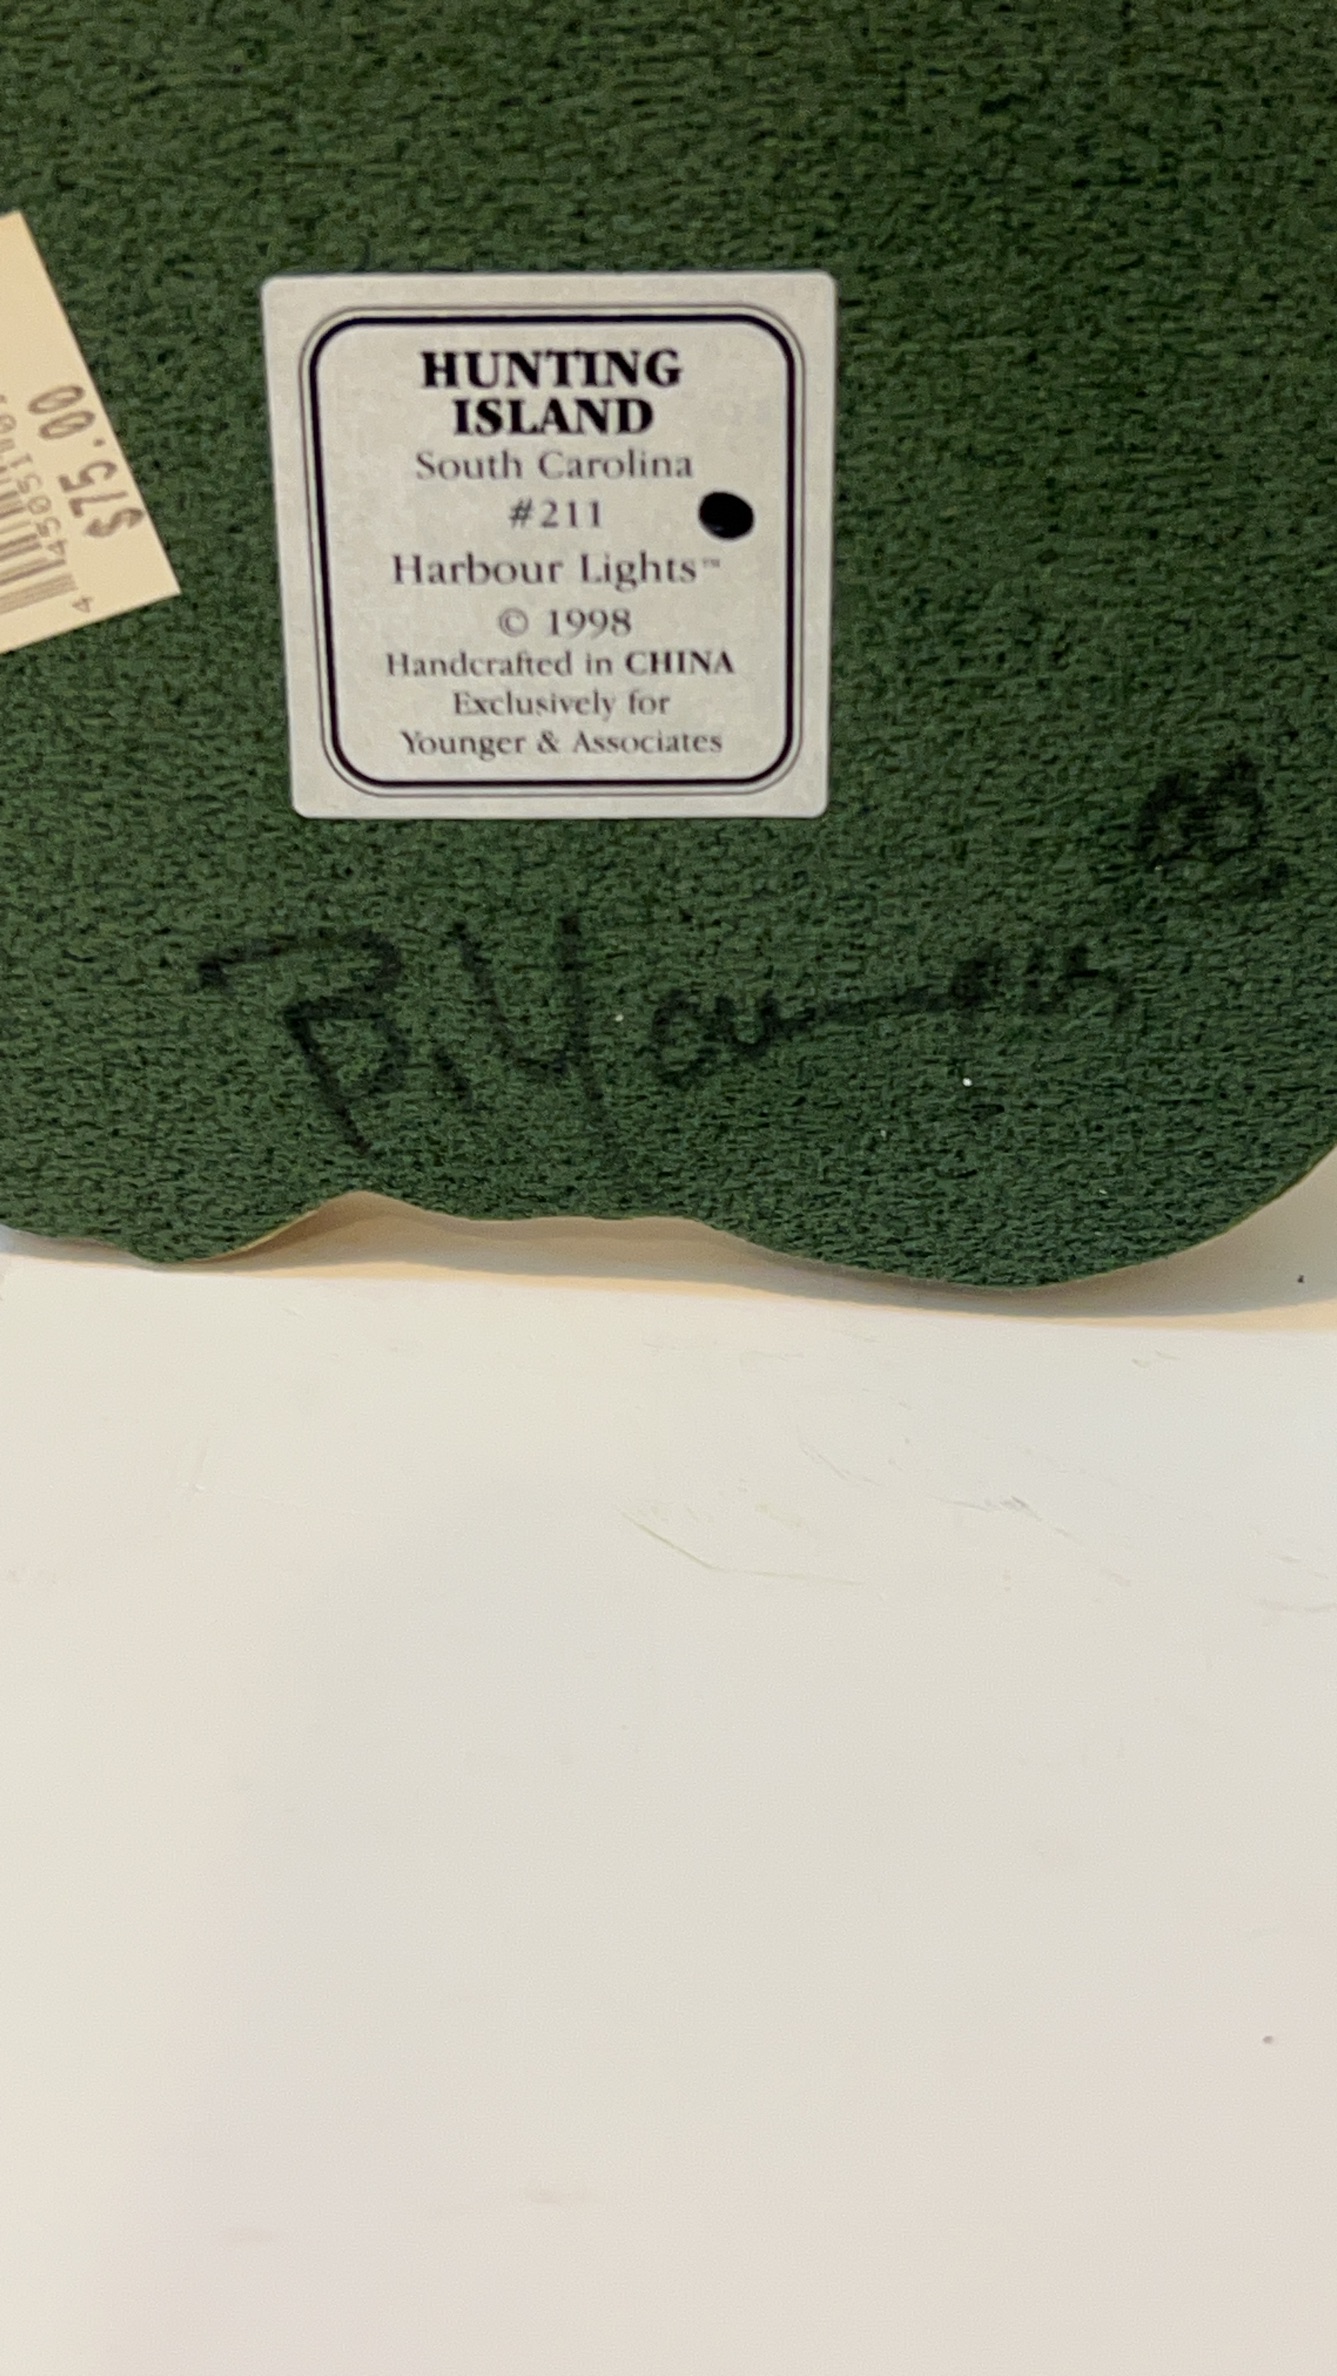 HUNTING
ISLAND
South Carolina
#211
Harbour Lights™
© 1998
Handcrafted in CHINA
Exclusively for
Younger & Associates
$75.00